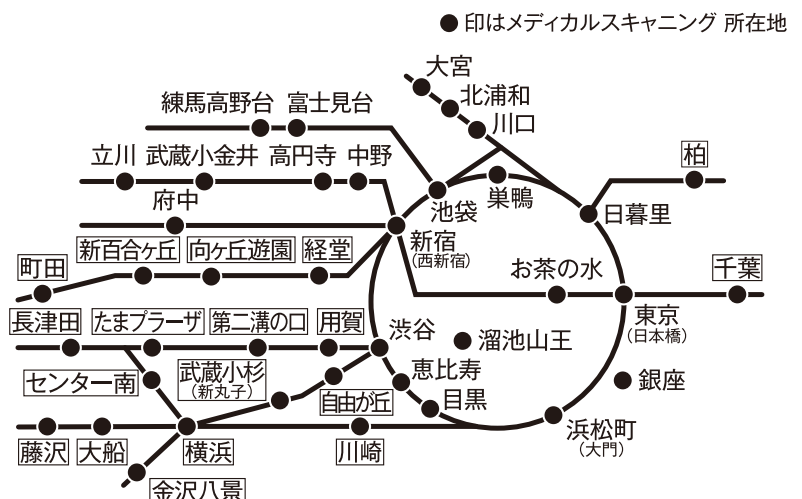 ●印はメディカルスキャニング 所在地
大宮
北浦和
川口
練馬高野台
富士見台
立川
武蔵小金井
高円寺
中野
柏
池袋
巣鴨
日暮里
府中
新宿
(西新宿)
新百合ヶ丘
向ヶ丘遊園
経堂
町田
お茶の水
千葉
東京
(日本橋)
長津田
たまプラーザ
第二溝の口
用賀
渋谷
溜池山王
センター南
武蔵小杉
(新丸子)
自由が丘
恵比寿
目黒
銀座
浜松町
(大門)
藤沢
大船
横浜
川崎
金沢八景